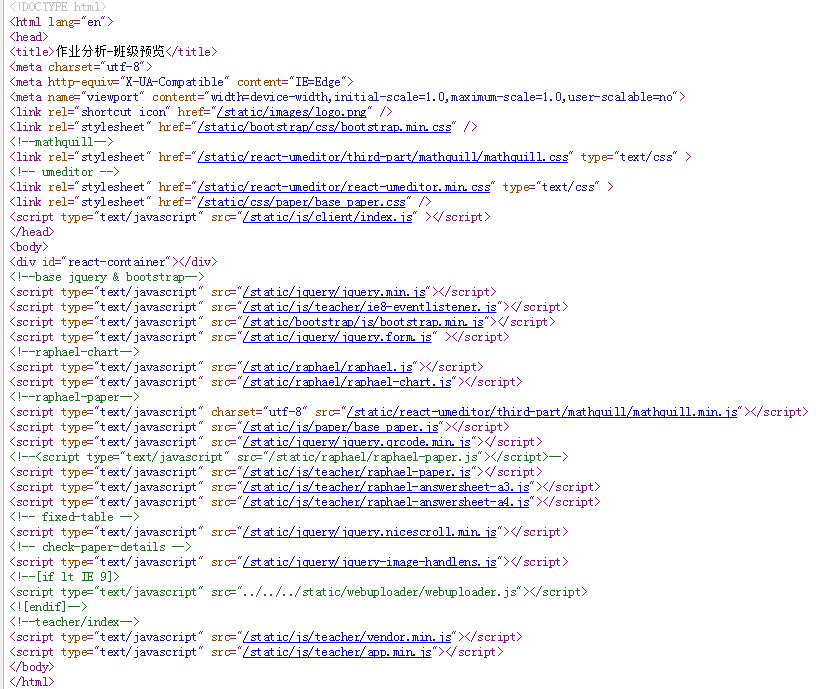 <!DOCTYPE html>
<html lang="en">
<head>
<title>作业分析-班级预览</title>
<meta charset="utf-8">
<meta http-equiv="X-UA-Compatible" content="IE=Edge">
<meta name="viewport" content="width=device-width,initial-scale=1.0,maximum-scale=1.0,user-scalable=no">
<link rel="shortcut icon" href="/static/images/logo.png" />
<link rel="stylesheet" href="/static/bootstrap/css/bootstrap.min.css" />
<!--mathquill-->
<link rel="stylesheet" href="/static/react-umeditor/third-part/mathquill/mathquill.css" type="text/css" >
<!-- umeditor -->
<link rel="stylesheet" href="/static/react-umeditor/react-umeditor.min.css" type="text/css" >
<link rel="stylesheet" href="/static/css/paper/base_paper.css" />
<script type="text/javascript" src="/static/js/client/index.js" ></script>
</head>
<body>
<div id="react-container"></div>
<!--base jquery & bootstrap-->
<script type="text/javascript" src="/static/jquery/jquery.min.js"></script>
<script type="text/javascript" src="/static/js/teacher/ie8-eventlistener.js"></script>
<script type="text/javascript" src="/static/bootstrap/js/bootstrap.min.js"></script>
<script type="text/javascript" src="/static/jquery/jquery.form.js" ></script>
<!--raphael-chart-->
<script type="text/javascript" src="/static/raphael/raphael.js"></script>
<script type="text/javascript" src="/static/raphael/raphael-chart.js"></script>
<!--raphael-paper-->
<script type="text/javascript" charset="utf-8" src="/static/react-umeditor/third-part/mathquill/mathquill.min.js"></script>
<script type="text/javascript" src="/static/js/paper/base_paper.js"></script>
<script type="text/javascript" src="/static/jquery/jquery.qrcode.min.js"></script>
<!--<script type="text/javascript" src="/static/raphael/raphael-paper.js"></script>-->
<script type="text/javascript" src="/static/js/teacher/raphael-paper.js"></script>
<script type="text/javascript" src="/static/js/teacher/raphael-answersheet-a3.js"></script>
<script type="text/javascript" src="/static/js/teacher/raphael-answersheet-a4.js"></script>
<!-- fixed-table -->
<script type="text/javascript" src="/static/jquery/jquery.nicescroll.min.js"></script>
<!-- check-paper-details -->
<script type="text/javascript" src="/static/jquery/jquery-image-handlens.js"></script>
<!--[if lt IE 9]>
<script type="text/javascript" src="../../../static/webuploader/webuploader.js"></script>
<![endif]-->
<!--teacher/index-->
<script type="text/javascript" src="/static/js/teacher/vendor.min.js"></script>
<script type="text/javascript" src="/static/js/teacher/app.min.js"></script>
</body>
</html>